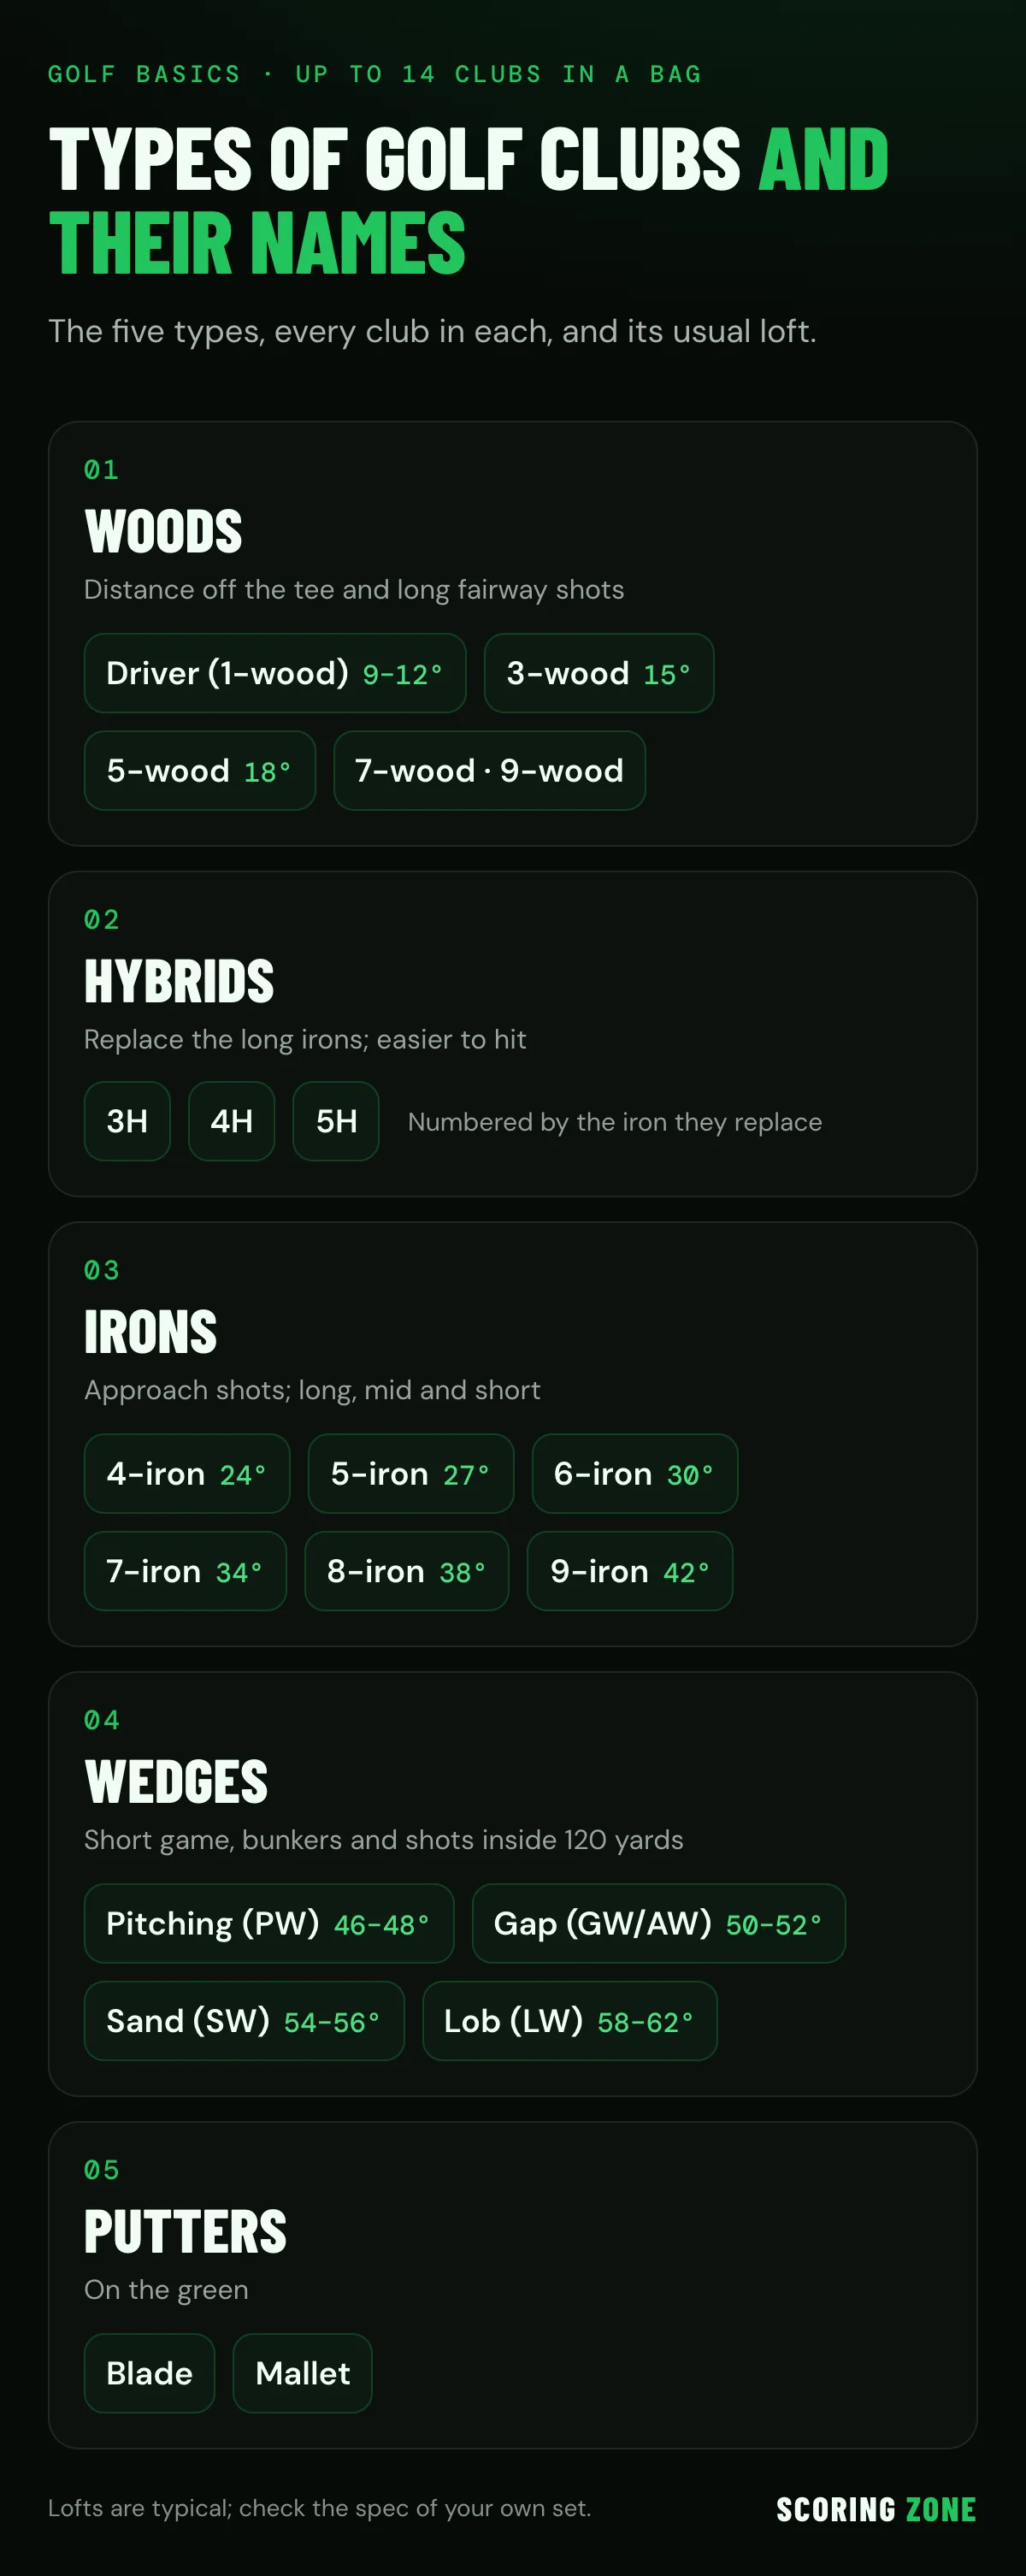 GOLF BASICS · UP TO 14 CLUBS IN A BAG
TYPES OF GOLF CLUBS AND
THEIR NAMES
The five types, every club in each, and its usual loft.
01
WOODS
Distance off the tee and long fairway shots
Driver (1-wood) 9-12° 3-wood 15°
5-wood 18° 7-wood · 9-wood
02
HYBRIDS
Replace the long irons; easier to hit
3H 4H 5H Numbered by the iron they replace
03
IRONS
Approach shots; long, mid and short
4-iron 24° 5-iron 27° 6-iron 30°
7-iron 34° 8-iron 38° 9-iron 42°
04
WEDGES
Short game, bunkers and shots inside 120 yards
Pitching (PW) 46-48° Gap (GW/AW) 50-52°
Sand (SW) 54-56° Lob (LW) 58-62°
05
PUTTERS
On the green
Blade Mallet
Lofts are typical; check the spec of your own set. SCORING ZONE